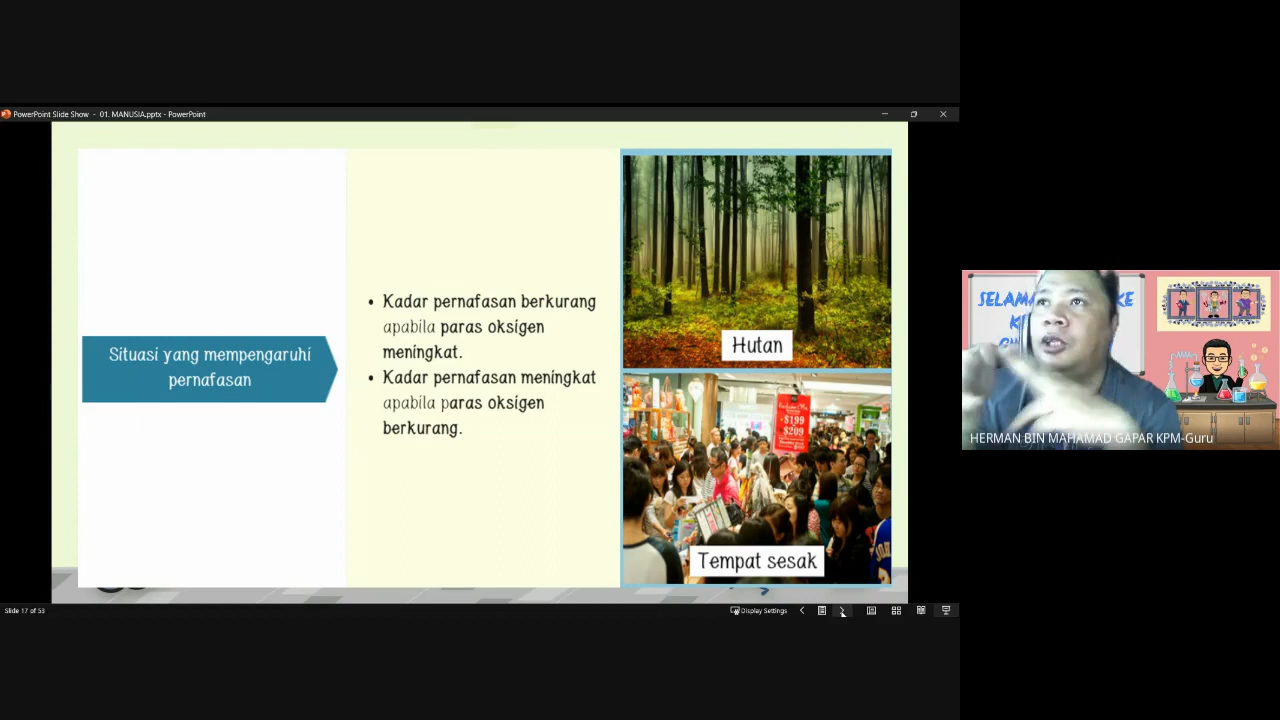 PowerPoint Slide Show - 01. MANUSIA.pptx - PowerPoint
Situasi yang mempengaruhi
pernafasan
• Kadar pernafasan berkurang
apabila paras oksigen
meningkat.
• Kadar pernafasan meningkat
apabila paras oksigen
berkurang.
Hutan
$199
$209
Tempat sesak
SELAMA
KE
HERMAN BIN MAHAMAD GAPAR KPM-Guru
Slide 17 of 53
Display Settings